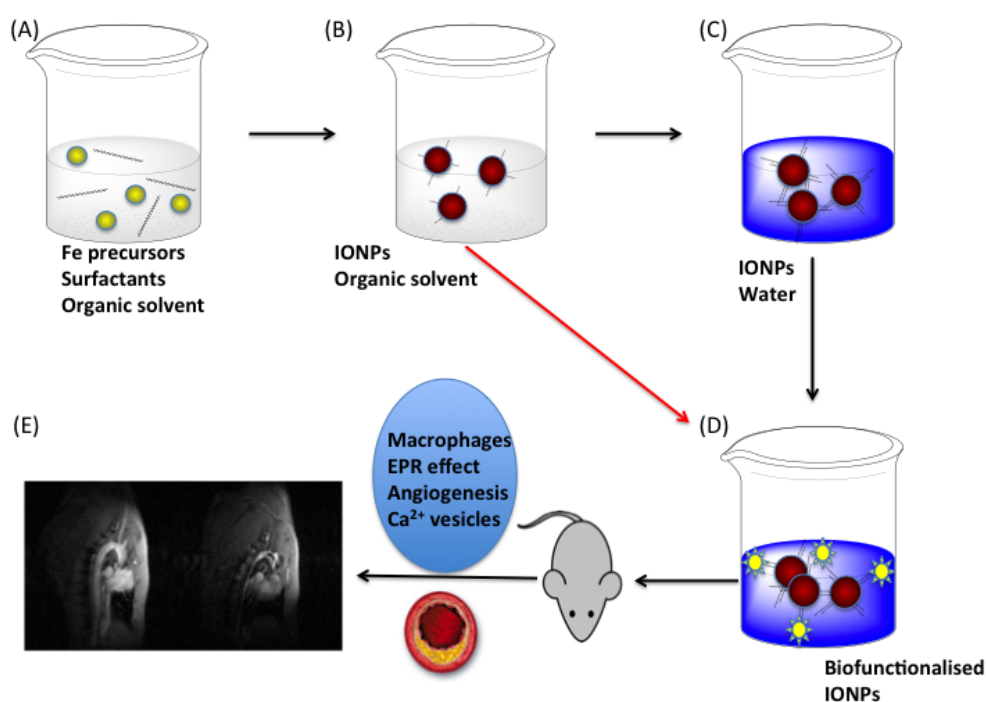 (A)
(B)
(C)
Fe precursors
Surfactants
Organic solvent
IONPs
Organic solvent
IONPs
Water
(D)
(E)
Macrophages
EPR effect
Angiogenesis
Ca²⁺ vesicles
Biofunctionalised
IONPs